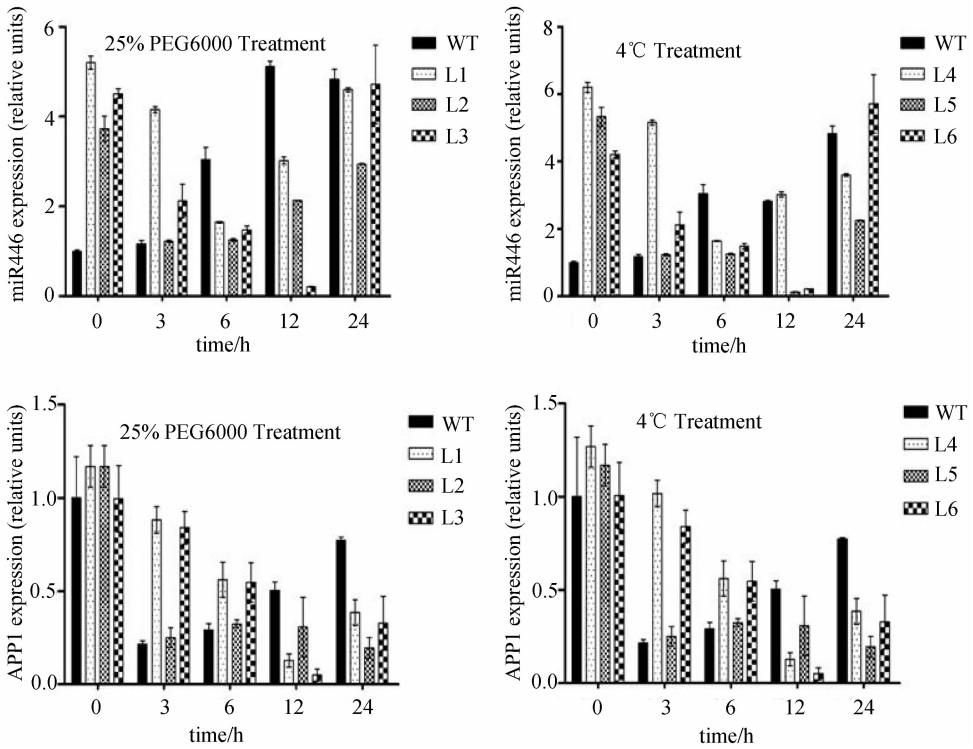 25% PEG6000 Treatment
miR446 expression (relative units)
6
4
2
0
0 3 6 12 24
time/h
WT
L1
L2
L3
4℃ Treatment
miR446 expression (relative units)
8
6
4
2
0
0 3 6 12 24
time/h
WT
L4
L5
L6
25% PEG6000 Treatment
APP1 expression (relative units)
1.5
1.0
0.5
0.0
0 3 6 12 24
time/h
WT
L1
L2
L3
4℃ Treatment
APP1 expression (relative units)
1.5
1.0
0.5
0.0
0 3 6 12 24
time/h
WT
L4
L5
L6